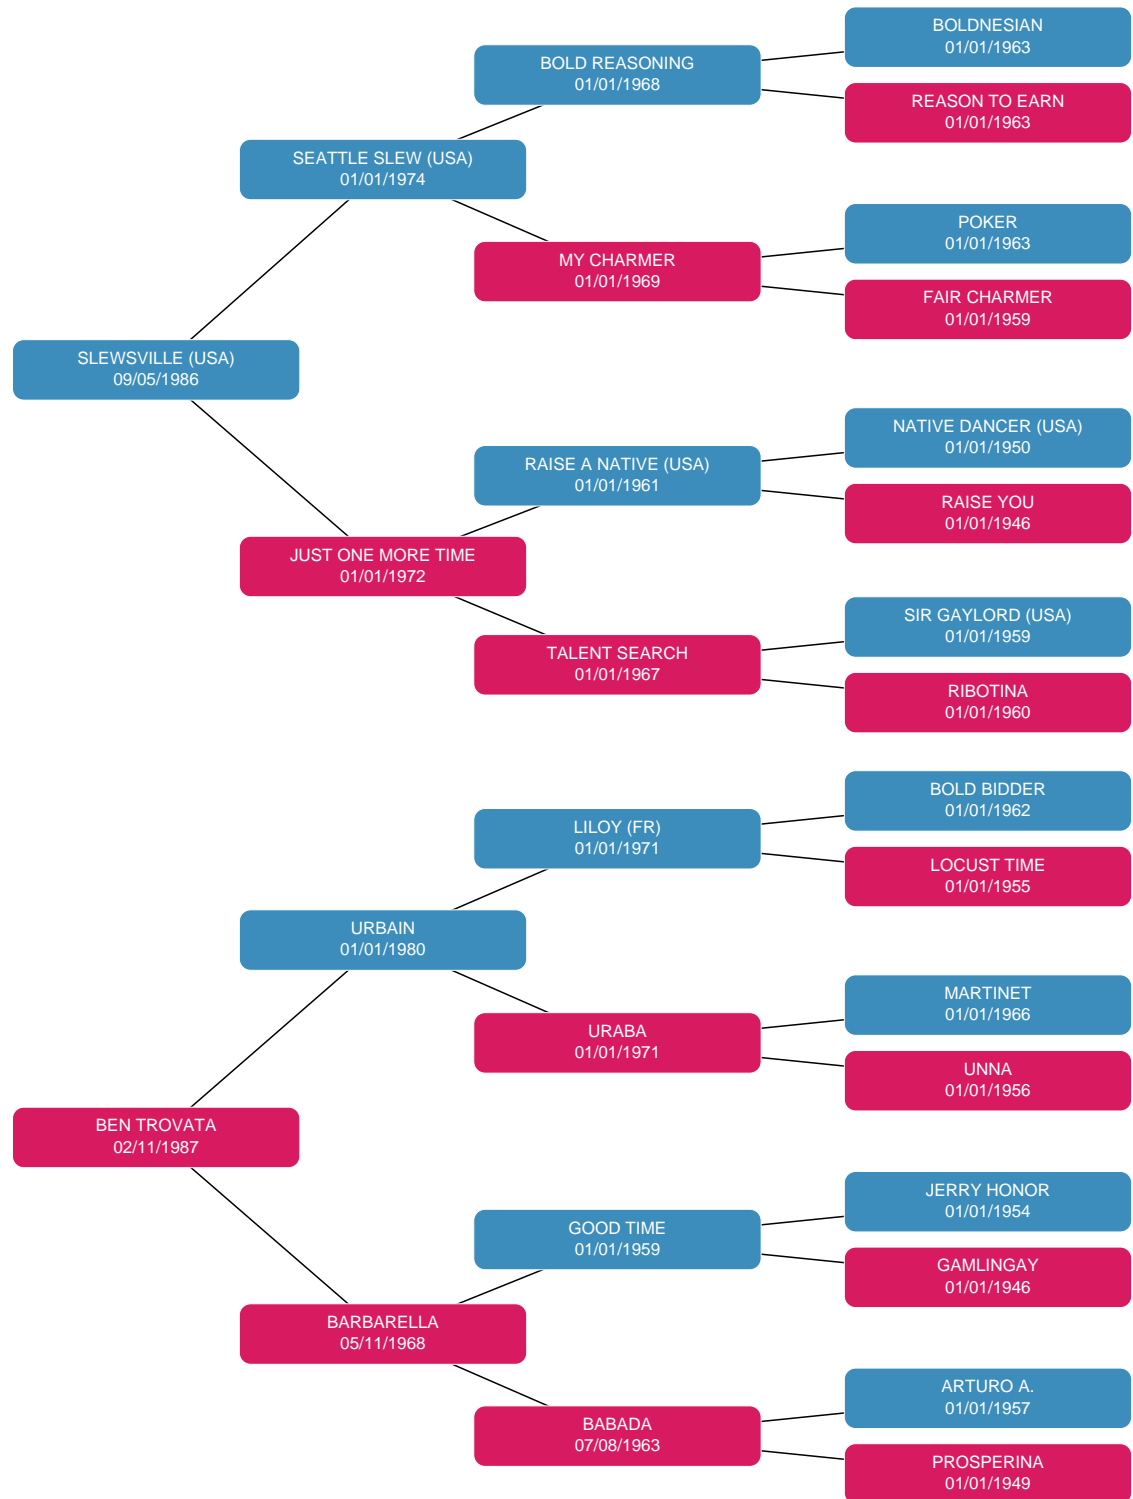 BOLDNESIAN
01/01/1963
BOLD REASONING
01/01/1968
REASON TO EARN
01/01/1963
SEATTLE SLEW (USA)
01/01/1974
POKER
01/01/1963
MY CHARMER
01/01/1969
FAIR CHARMER
01/01/1959
SLEWSVILLE (USA)
09/05/1986
NATIVE DANCER (USA)
01/01/1950
RAISE A NATIVE (USA)
01/01/1961
RAISE YOU
01/01/1946
JUST ONE MORE TIME
01/01/1972
SIR GAYLORD (USA)
01/01/1959
TALENT SEARCH
01/01/1967
RIBOTINA
01/01/1960
BOLD BIDDER
01/01/1962
LILOY (FR)
01/01/1971
LOCUST TIME
01/01/1955
URBAIN
01/01/1980
MARTINET
01/01/1966
URABA
01/01/1971
UNNA
01/01/1956
BEN TROVATA
02/11/1987
JERRY HONOR
01/01/1954
GOOD TIME
01/01/1959
GAMLINGAY
01/01/1946
BARBARELLA
05/11/1968
ARTURO A.
01/01/1957
BABADA
07/08/1963
PROSPERINA
01/01/1949